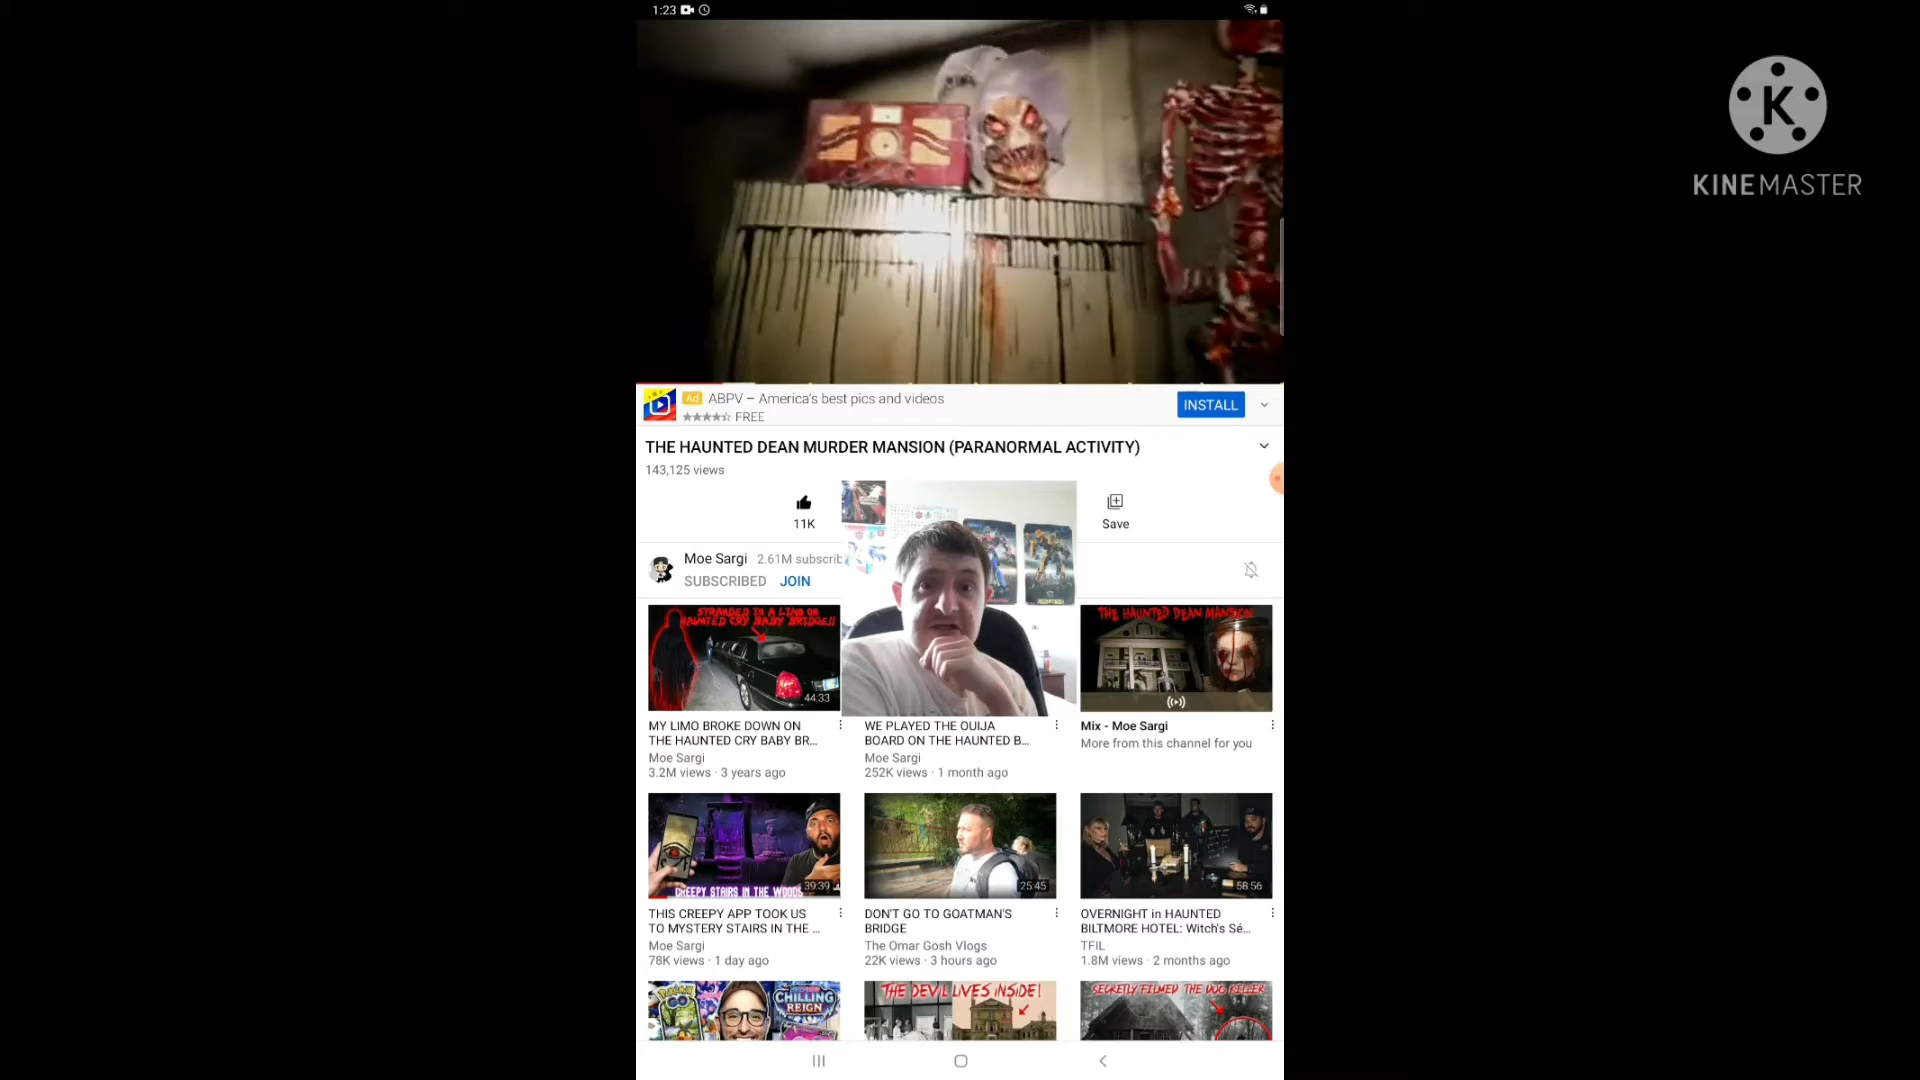 1:23
KINEMASTER
Ad ABPV – America's best pics and videos
FREE
INSTALL
THE HAUNTED DEAN MURDER MANSION (PARANORMAL ACTIVITY)
143,125 views
11K
Save
Moe Sargi 2.61M subscrib
SUBSCRIBED JOIN
STRANDED IN A LIMO ON
HAUNTED CRY BABY BRIDGE!!
44:33
MY LIMO BROKE DOWN ON
THE HAUNTED CRY BABY BR...
Moe Sargi
3.2M views · 3 years ago
WE PLAYED THE OUIJA
BOARD ON THE HAUNTED B...
Moe Sargi
252K views · 1 month ago
THE HAUNTED DEAN MANSION
Mix - Moe Sargi
More from this channel for you
CREEPY STAIRS IN THE WOODS
39:39
THIS CREEPY APP TOOK US
TO MYSTERY STAIRS IN THE ...
Moe Sargi
78K views · 1 day ago
25:45
DON'T GO TO GOATMAN'S
BRIDGE
The Omar Gosh Vlogs
22K views · 3 hours ago
58:56
OVERNIGHT in HAUNTED
BILTMORE HOTEL: Witch's Sé...
TFIL
1.8M views · 2 months ago
POKÉMON
GO
CHILLING
REIGN
THE DEVIL LIVES INSIDE!
SECRETLY FILMED THE DOG KILLER